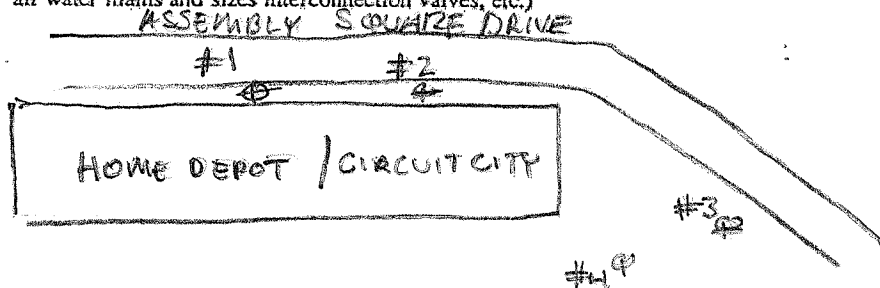 all water mains and sizes interconnection valves, etc.)
ASSEMBLY SQUARE DRIVE
#1 #2
HOME DEPOT / CIRCUIT CITY
#3
#4